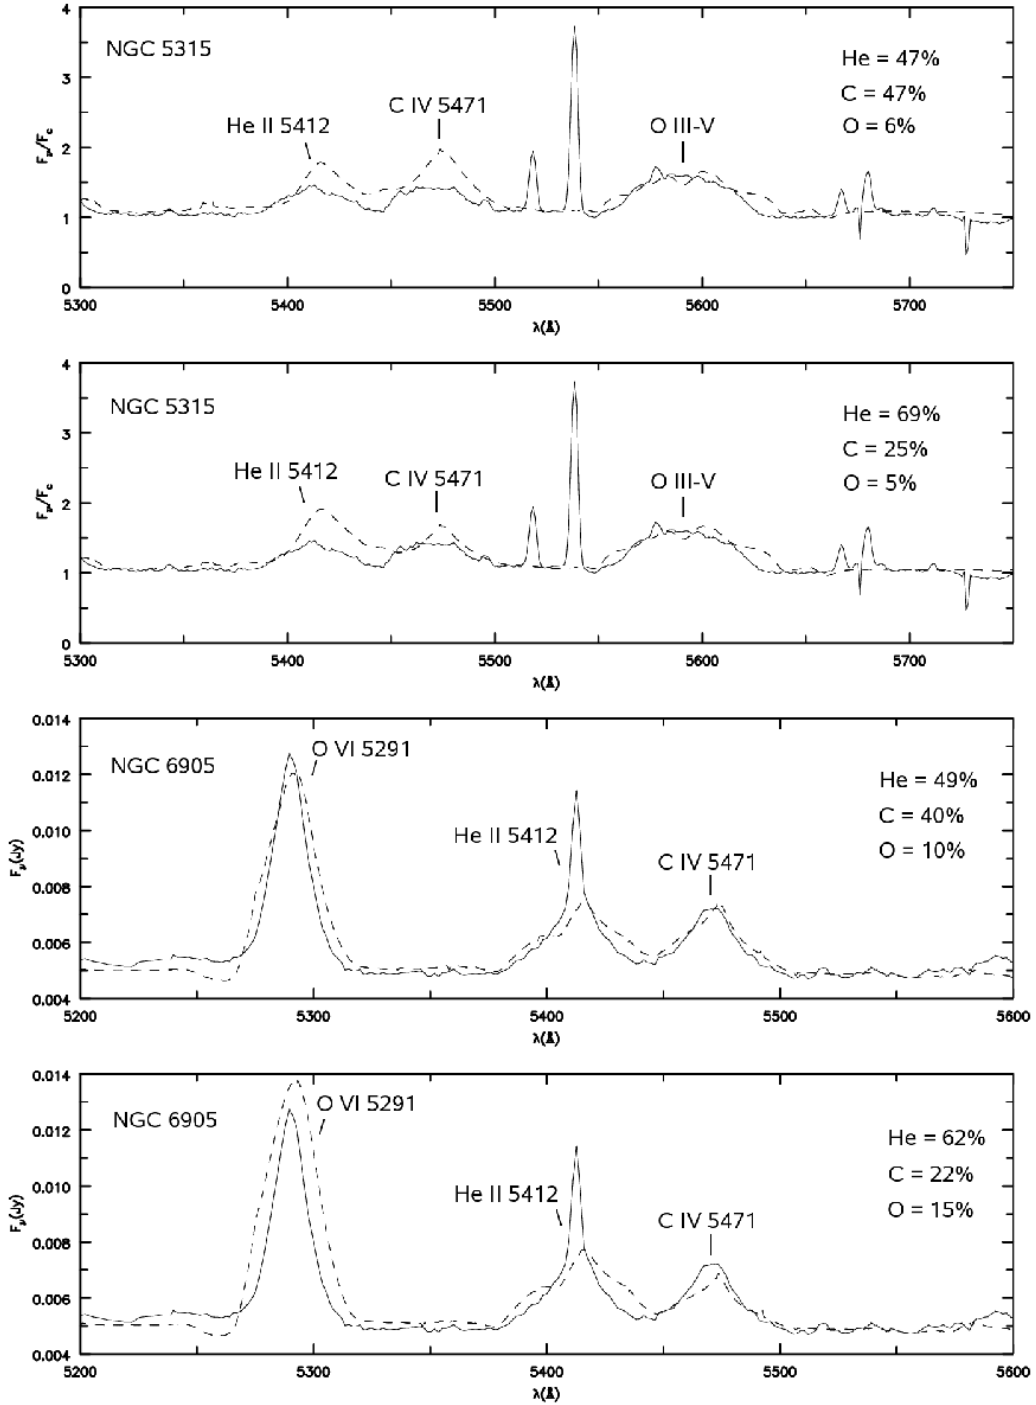 4
NGC 5315
He = 47%
3
C = 47%
C IV 5471
He II 5412
O III-V
O = 6%
F_ν/F_c
2
1
0
5300
5400
5500
5600
5700
λ(Å)
4
NGC 5315
He = 69%
3
C = 25%
He II 5412
C IV 5471
O III-V
O = 5%
F_ν/F_c
2
1
0
5300
5400
5500
5600
5700
λ(Å)
0.014
NGC 6905
O VI 5291
He = 49%
0.012
C = 40%
0.010
He II 5412
O = 10%
F_ν(Jy)
C IV 5471
0.008
0.006
0.004
5200
5300
5400
5500
5600
λ(Å)
0.014
NGC 6905
O VI 5291
He = 62%
0.012
C = 22%
0.010
He II 5412
O = 15%
F_ν(Jy)
C IV 5471
0.008
0.006
0.004
5200
5300
5400
5500
5600
λ(Å)